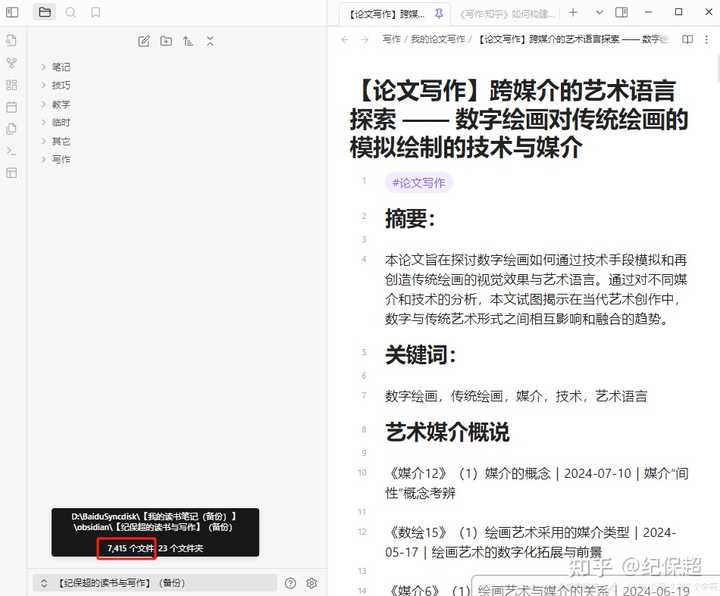 【论文写作】跨媒...
《写作知乎》如何构建...
写作 / 我的论文写作 / 【论文写作】跨媒介的艺术语言探索 —— 数字绘
笔记
技巧
教学
临时
其它
写作
【论文写作】跨媒介的艺术语言
探索 —— 数字绘画对传统绘画的
模拟绘制的技术与媒介
1 #论文写作
2 摘要：
3
4 本论文旨在探讨数字绘画如何通过技术手段模拟和再
创造传统绘画的视觉效果与艺术语言。通过对不同媒
介和技术的分析，本文试图揭示在当代艺术创作中，
数字与传统艺术形式之间相互影响和融合的趋势。
5 关键词：
6
7 数字绘画，传统绘画，媒介，技术，艺术语言
8 艺术媒介概说
9
10 《媒介12》（1）媒介的概念｜2024-07-10｜媒介“间
性”概念考辨
11
12 《数绘15》（1）绘画艺术采用的媒介类型｜2024-
05-17｜绘画艺术的数字化拓展与前景
13
14 《媒介6》（1）绘画艺术与媒介的关系｜2024-06-19
D:\BaiduSyncdisk\【我的读书笔记（备份）】
\obsidian\【纪保超的读书与写作】（备份）
7,415 个文件, 23 个文件夹
【纪保超的读书与写作】（备份）
知乎 @纪保超